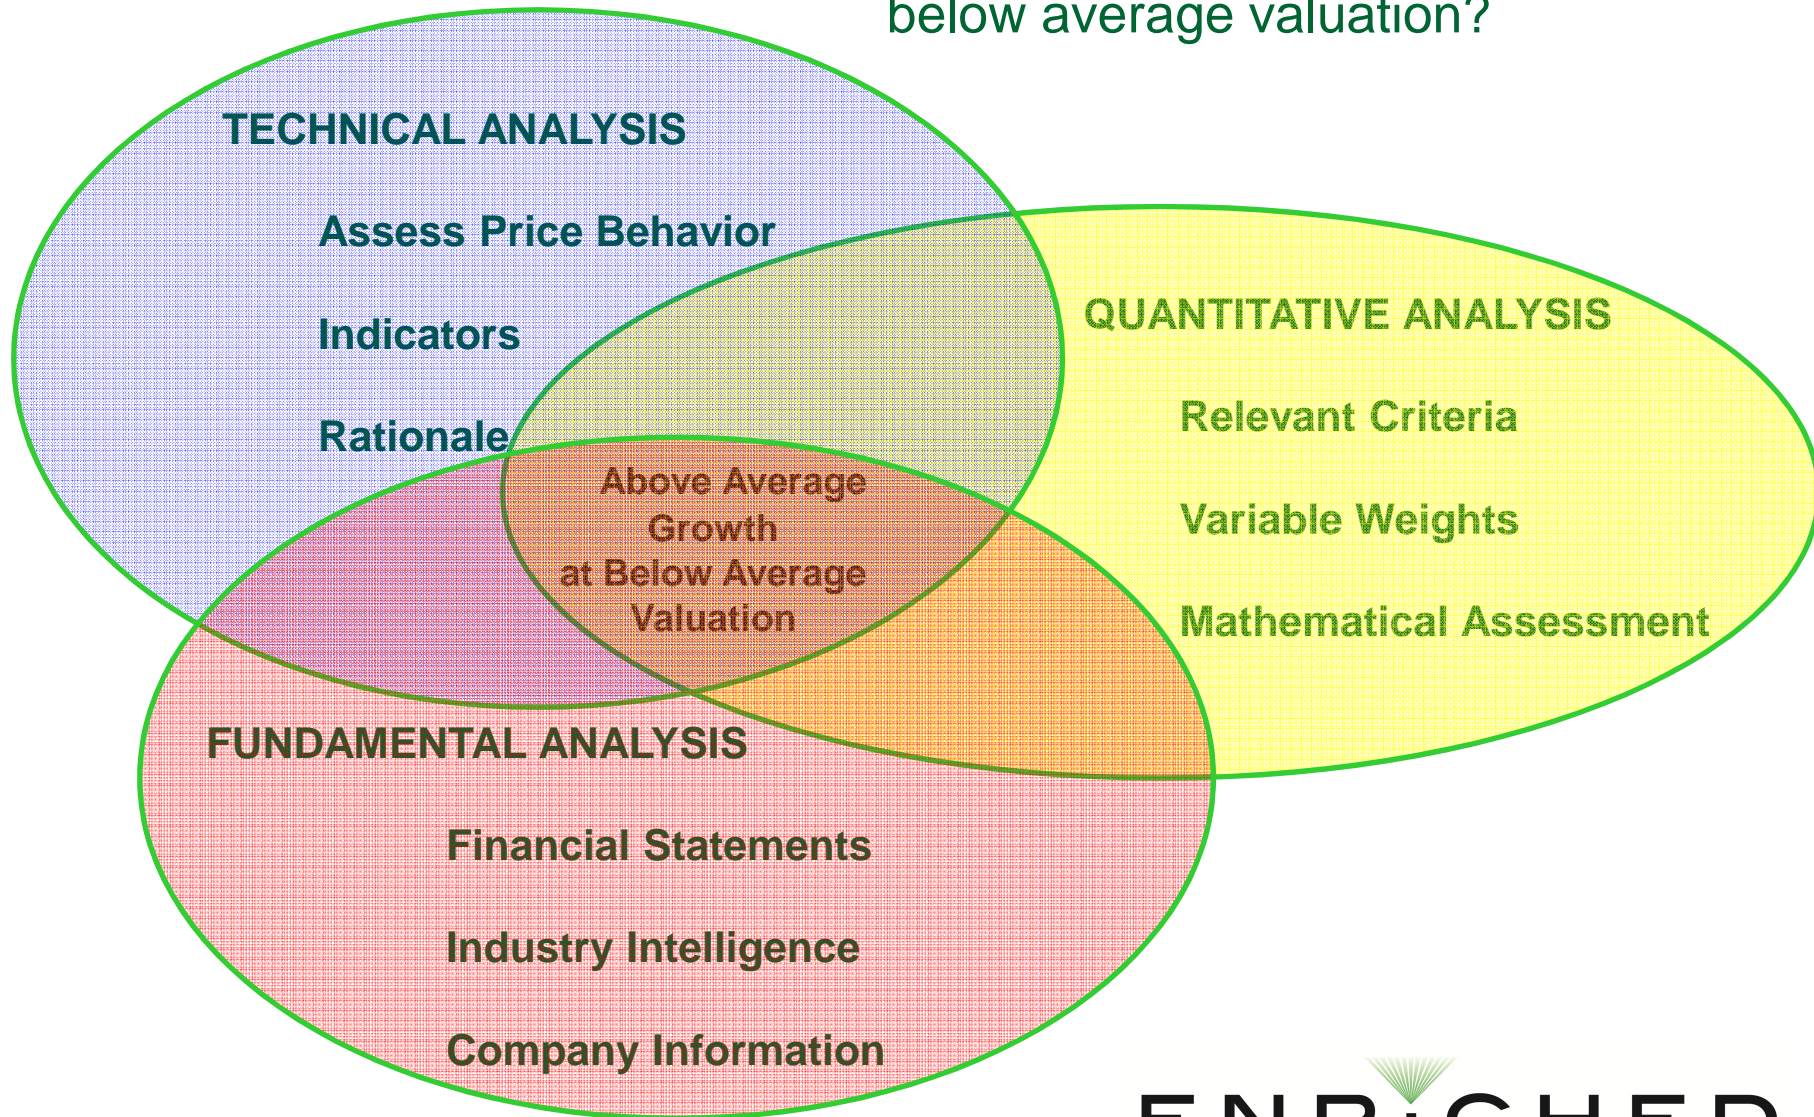 below average valuation?
TECHNICAL ANALYSIS
Assess Price Behavior
Indicators
Rationale
QUANTITATIVE ANALYSIS
Relevant Criteria
Variable Weights
Mathematical Assessment
Above Average
Growth
at Below Average
Valuation
FUNDAMENTAL ANALYSIS
Financial Statements
Industry Intelligence
Company Information
ENRiCHED